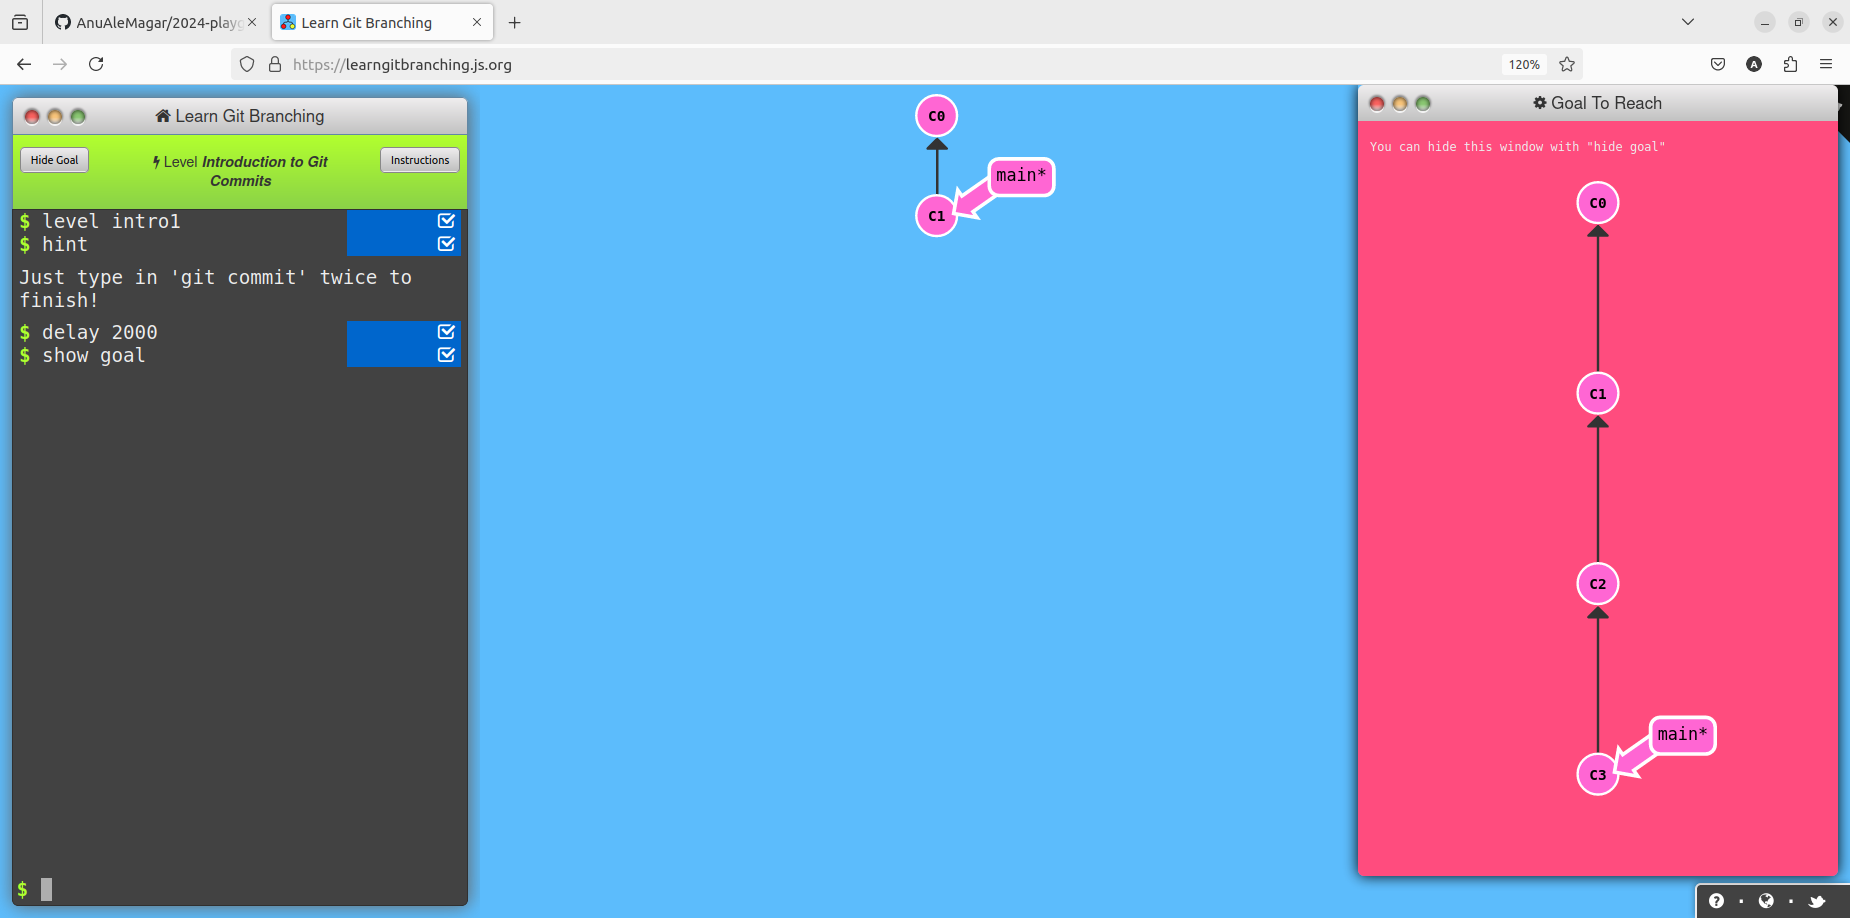 AnuAleMagar/2024-playg
Learn Git Branching
https://learngitbranching.js.org
120%
A
Learn Git Branching
Hide Goal
Level Introduction to Git
Commits
Instructions
$ level intro1
$ hint
Just type in 'git commit' twice to
finish!
$ delay 2000
$ show goal
$
C0
main*
C1
Goal To Reach
You can hide this window with "hide goal"
C0
C1
C2
main*
C3